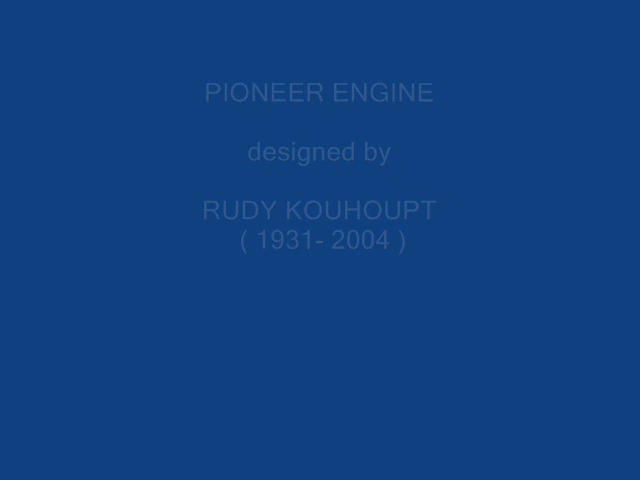 PIONEER ENGINE
designed by
RUDY KOUHOUPT
( 1931- 2004 )